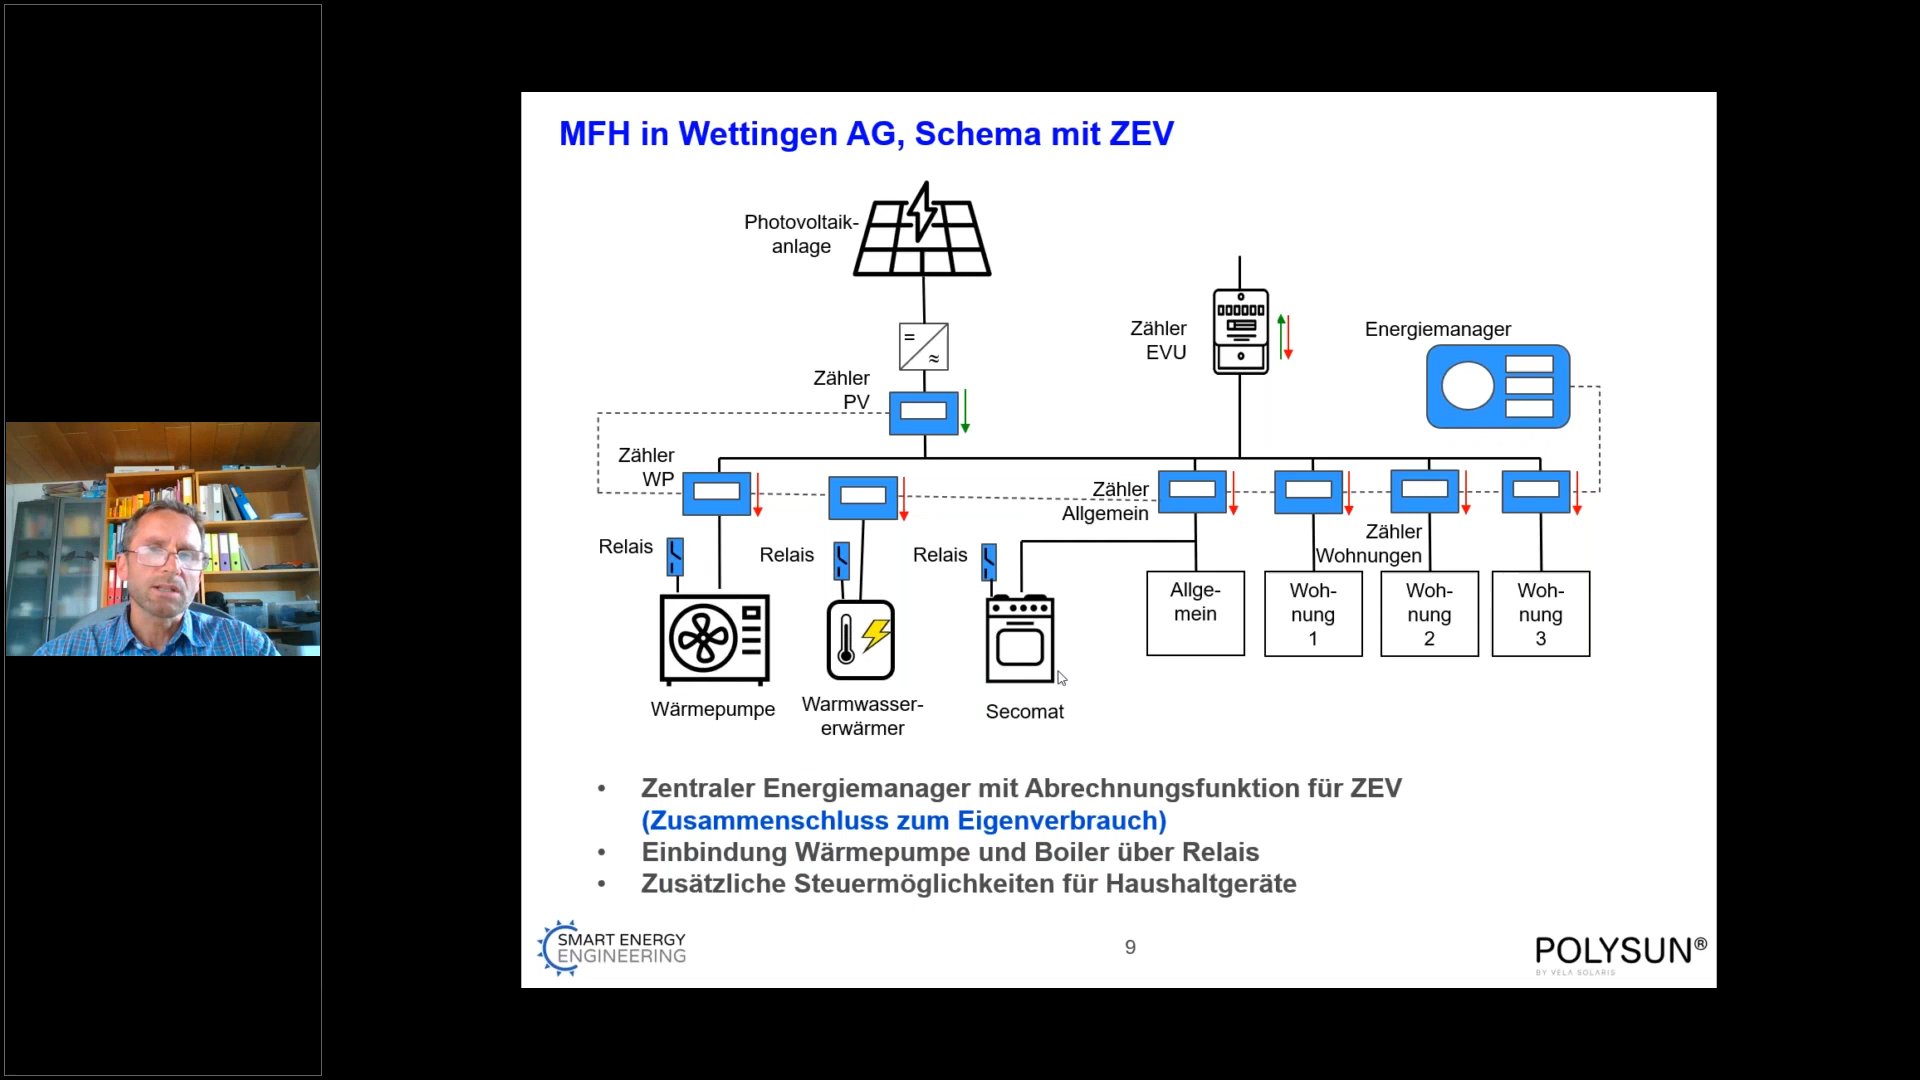 MFH in Wettingen AG, Schema mit ZEV
Photovoltaik-
anlage
=
≈
Zähler
PV
Zähler
EVU
Energiemanager
Zähler
WP
Zähler
Allgemein
Zähler
Wohnungen
Relais
Relais
Relais
Allge-
mein
Woh-
nung
1
Woh-
nung
2
Woh-
nung
3
Wärmepumpe
Warmwasser-
erwärmer
Secomat
• Zentraler Energiemanager mit Abrechnungsfunktion für ZEV
(Zusammenschluss zum Eigenverbrauch)
• Einbindung Wärmepumpe und Boiler über Relais
• Zusätzliche Steuermöglichkeiten für Haushaltgeräte
SMART ENERGY
ENGINEERING
9
POLYSUN®
BY VELA SOLARIS